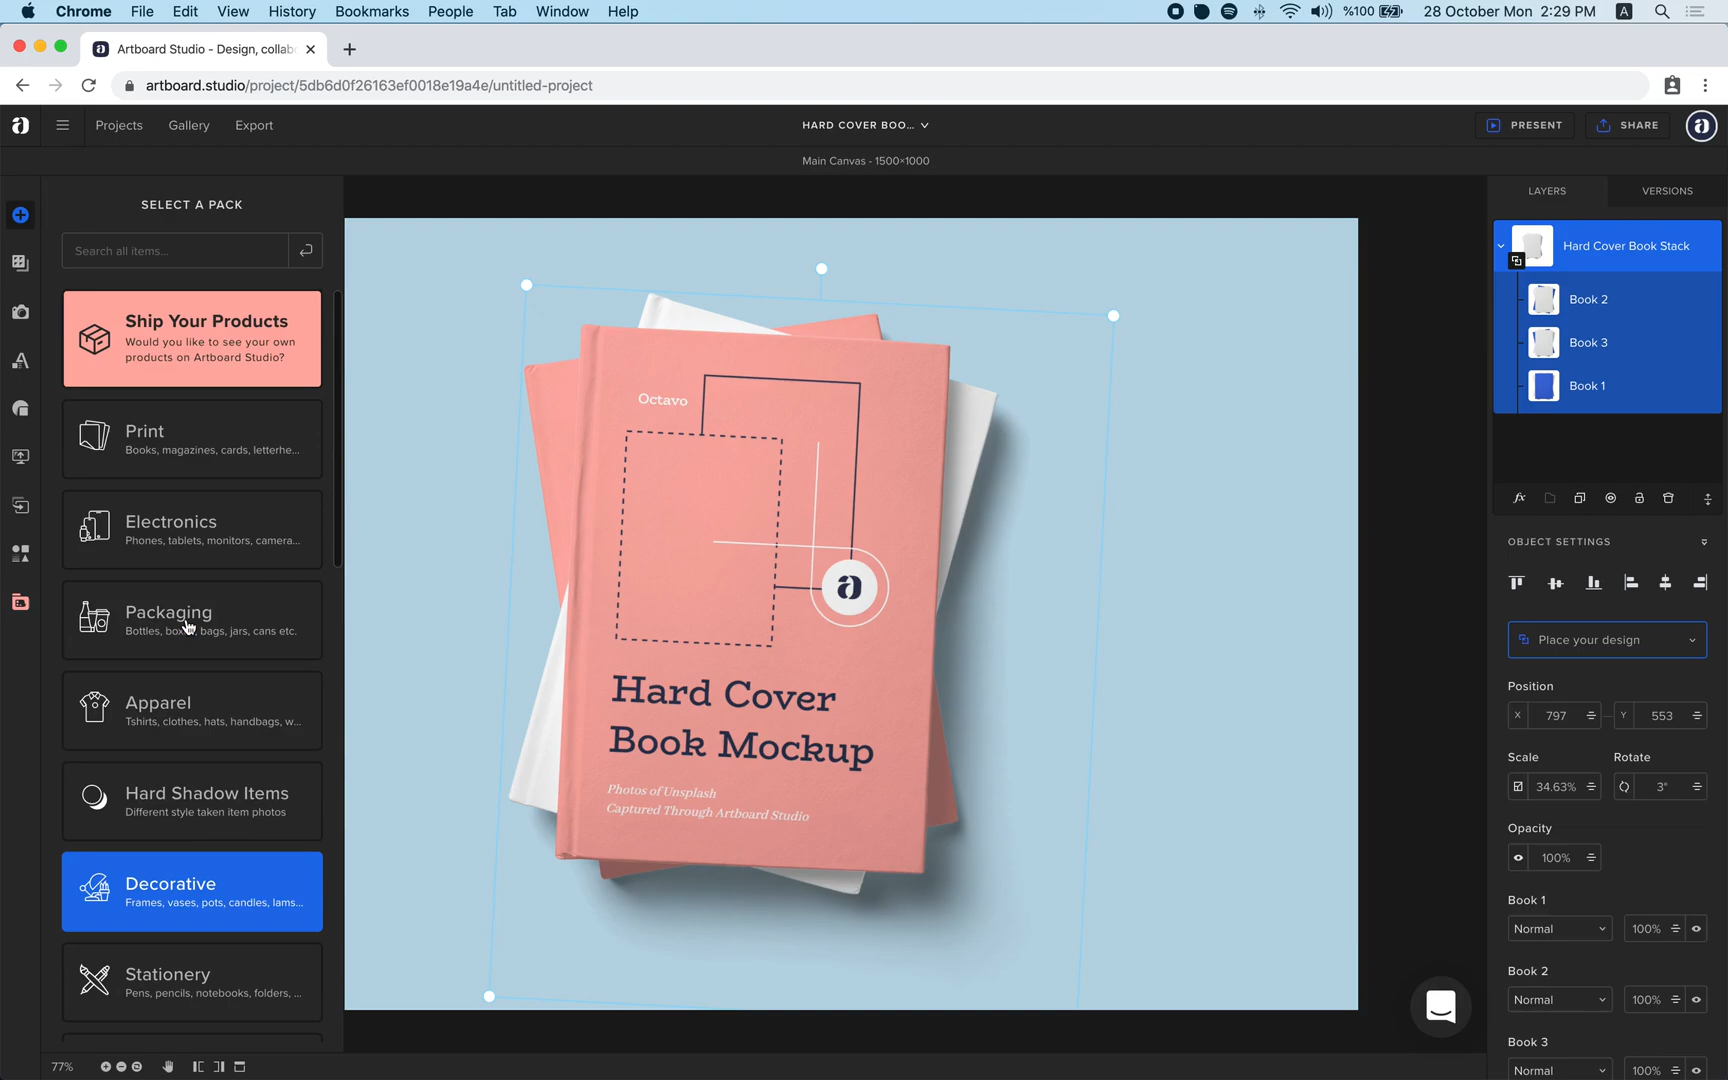 Chrome File Edit View History Bookmarks People Tab Window Help %100 28 October Mon 2:29 PM A
Artboard Studio - Design, collab
artboard.studio/project/5db6d0f26163ef0018e19a4e/untitled-project
a Projects Gallery Export HARD COVER BOO... PRESENT SHARE a
Main Canvas - 1500×1000
SELECT A PACK
Search all items...
Ship Your Products
Would you like to see your own
products on Artboard Studio?
Print
Books, magazines, cards, letterhe...
Electronics
Phones, tablets, monitors, camera...
Packaging
Bottles, bags, jars, cans etc.
Apparel
Tshirts, clothes, hats, handbags, w...
Hard Shadow Items
Different style taken item photos
Decorative
Frames, vases, pots, candles, lams...
Stationery
Pens, pencils, notebooks, folders, ...
77%
Octavo
a
Hard Cover
Book Mockup
Photos of Unsplash
Captured Through Artboard Studio
LAYERS VERSIONS
Hard Cover Book Stack
Book 2
Book 3
Book 1
fx
OBJECT SETTINGS
Place your design
Position
X 797 Y 553
Scale Rotate
34.63% 3°
Opacity
100%
Book 1
Normal 100%
Book 2
Normal 100%
Book 3
Normal 100%